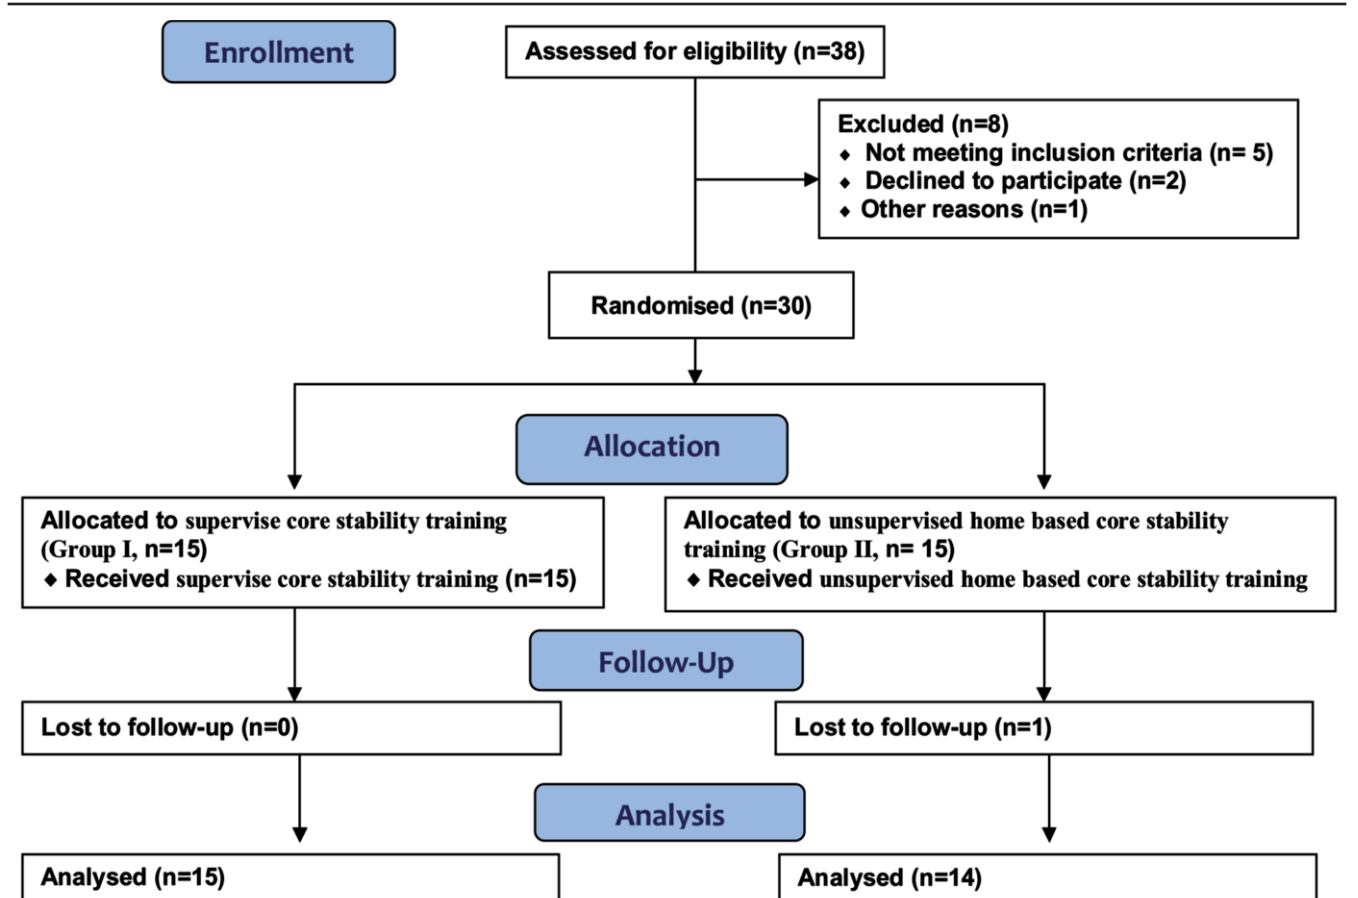 Enrollment
Assessed for eligibility (n=38)
Excluded (n=8)
♦ Not meeting inclusion criteria (n= 5)
♦ Declined to participate (n=2)
♦ Other reasons (n=1)
Randomised (n=30)
Allocation
Allocated to supervise core stability training
(Group I, n=15)
♦ Received supervise core stability training (n=15)
Allocated to unsupervised home based core stability
training (Group II, n= 15)
♦ Received unsupervised home based core stability training
Follow-Up
Lost to follow-up (n=0)
Lost to follow-up (n=1)
Analysis
Analysed (n=15)
Analysed (n=14)